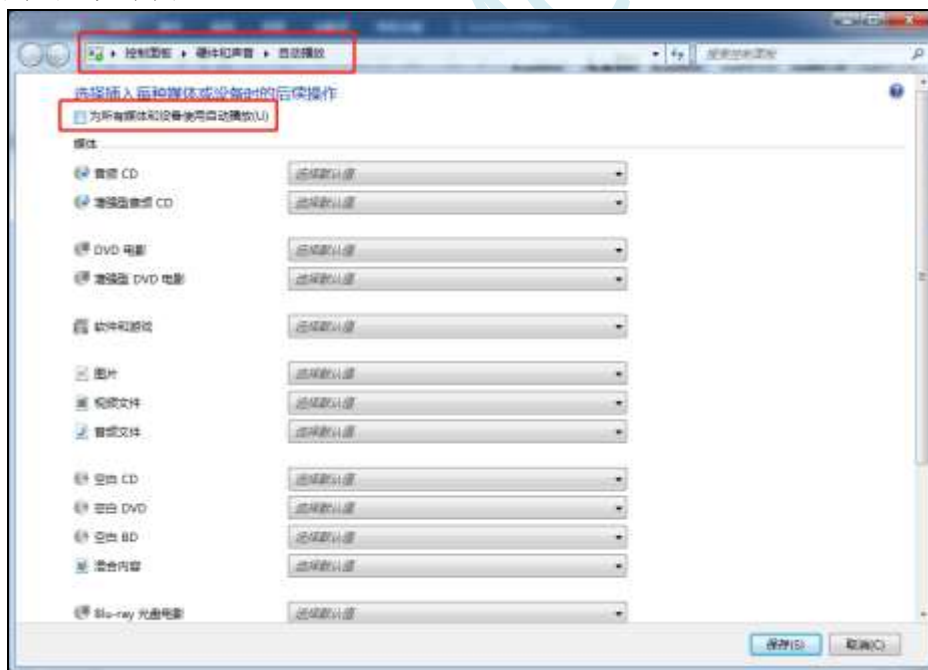 控制面板 ▸ 硬件和声音 ▸ 自动播放
搜索控制面板
选择插入每种媒体或设备时的后续操作
为所有媒体和设备使用自动播放(U)
媒体
音频 CD 选择默认值
增强型音频 CD 选择默认值
DVD 电影 选择默认值
增强型 DVD 电影 选择默认值
软件和游戏 选择默认值
图片 选择默认值
视频文件 选择默认值
音频文件 选择默认值
空白 CD 选择默认值
空白 DVD 选择默认值
空白 BD 选择默认值
混合内容 选择默认值
Blu-ray 光盘电影 选择默认值
保存(S) 取消(C)